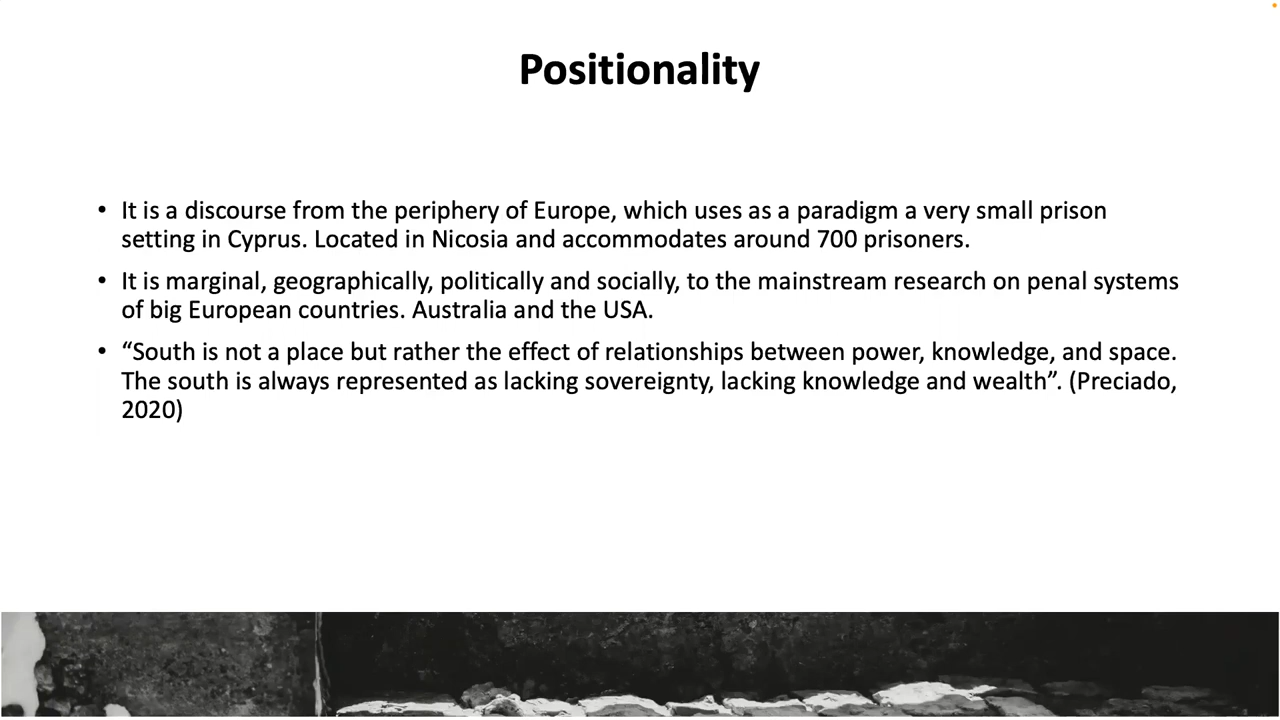 Positionality
• It is a discourse from the periphery of Europe, which uses as a paradigm a very small prison
setting in Cyprus. Located in Nicosia and accommodates around 700 prisoners.
• It is marginal, geographically, politically and socially, to the mainstream research on penal systems
of big European countries. Australia and the USA.
• “South is not a place but rather the effect of relationships between power, knowledge, and space.
The south is always represented as lacking sovereignty, lacking knowledge and wealth”. (Preciado,
2020)